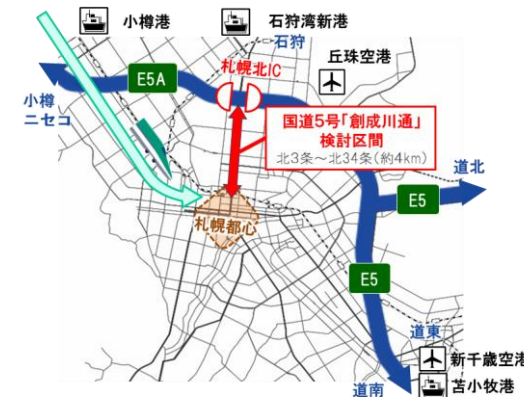 小樽港
石狩湾新港
石狩
丘珠空港
札幌北IC
E5A
小樽
ニセコ
国道5号「創成川通」
検討区間
北3条~北34条(約4km)
道北
E5
札幌都心
E5
道東
新千歳空港
道南
苫小牧港